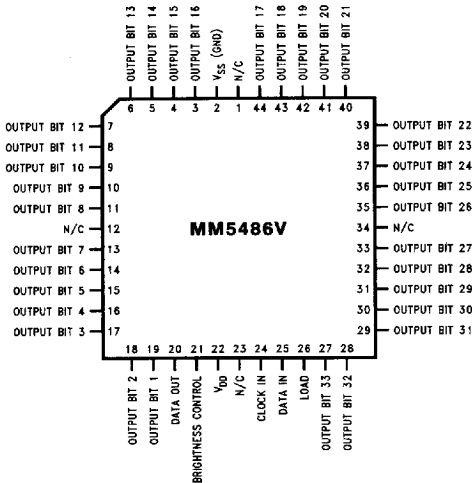 OUTPUT BIT 13
OUTPUT BIT 14
OUTPUT BIT 15
OUTPUT BIT 16
VSS (GND)
N/C
OUTPUT BIT 17
OUTPUT BIT 18
OUTPUT BIT 19
OUTPUT BIT 20
OUTPUT BIT 21
6 5 4 3 2 1 44 43 42 41 40
OUTPUT BIT 12 7
OUTPUT BIT 11 8
OUTPUT BIT 10 9
OUTPUT BIT 9 10
OUTPUT BIT 8 11
N/C 12
OUTPUT BIT 7 13
OUTPUT BIT 6 14
OUTPUT BIT 5 15
OUTPUT BIT 4 16
OUTPUT BIT 3 17
MM5486V
39 OUTPUT BIT 22
38 OUTPUT BIT 23
37 OUTPUT BIT 24
36 OUTPUT BIT 25
35 OUTPUT BIT 26
34 N/C
33 OUTPUT BIT 27
32 OUTPUT BIT 28
31 OUTPUT BIT 29
30 OUTPUT BIT 30
29 OUTPUT BIT 31
18 19 20 21 22 23 24 25 26 27 28
OUTPUT BIT 2
OUTPUT BIT 1
DATA OUT
BRIGHTNESS CONTROL
VDD
N/C
CLOCK IN
DATA IN
LOAD
OUTPUT BIT 33
OUTPUT BIT 32